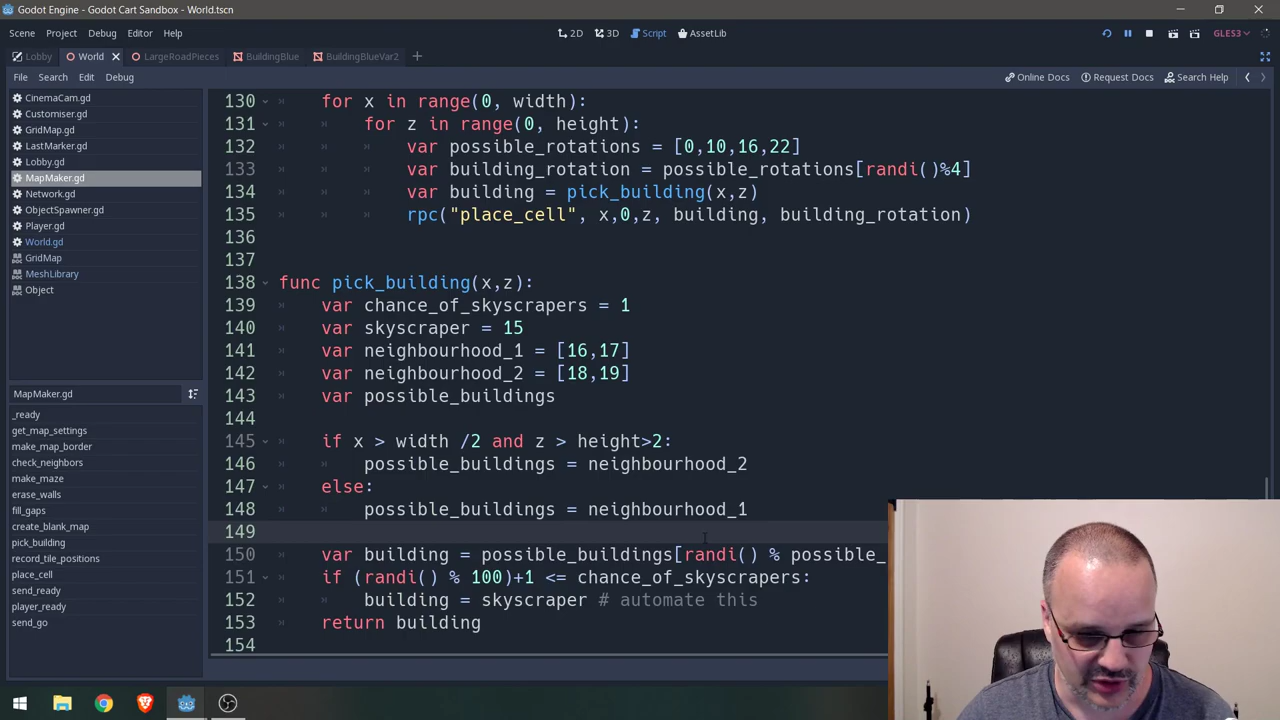 Godot Engine - Godot Cart Sandbox - World.tscn
Scene Project Debug Editor Help
2D 3D Script AssetLib
GLES3
Lobby World LargeRoadPieces BuildingBlue BuildingBlueVar2
File Search Edit Debug
Online Docs Request Docs Search Help
CinemaCam.gd
Customiser.gd
GridMap.gd
LastMarker.gd
Lobby.gd
MapMaker.gd
Network.gd
ObjectSpawner.gd
Player.gd
World.gd
GridMap
MeshLibrary
Object
MapMaker.gd
_ready
get_map_settings
make_map_border
check_neighbors
make_maze
erase_walls
fill_gaps
create_blank_map
pick_building
record_tile_positions
place_cell
send_ready
player_ready
send_go
130 for x in range(0, width):
131 for z in range(0, height):
132 var possible_rotations = [0,10,16,22]
133 var building_rotation = possible_rotations[randi()%4]
134 var building = pick_building(x,z)
135 rpc("place_cell", x,0,z, building, building_rotation)
136
137
138 func pick_building(x,z):
139 var chance_of_skyscrapers = 1
140 var skyscraper = 15
141 var neighbourhood_1 = [16,17]
142 var neighbourhood_2 = [18,19]
143 var possible_buildings
144
145 if x > width /2 and z > height>2:
146 possible_buildings = neighbourhood_2
147 else:
148 possible_buildings = neighbourhood_1
149
150 var building = possible_buildings[randi() % possible_
151 if (randi() % 100)+1 <= chance_of_skyscrapers:
152 building = skyscraper # automate this
153 return building
154